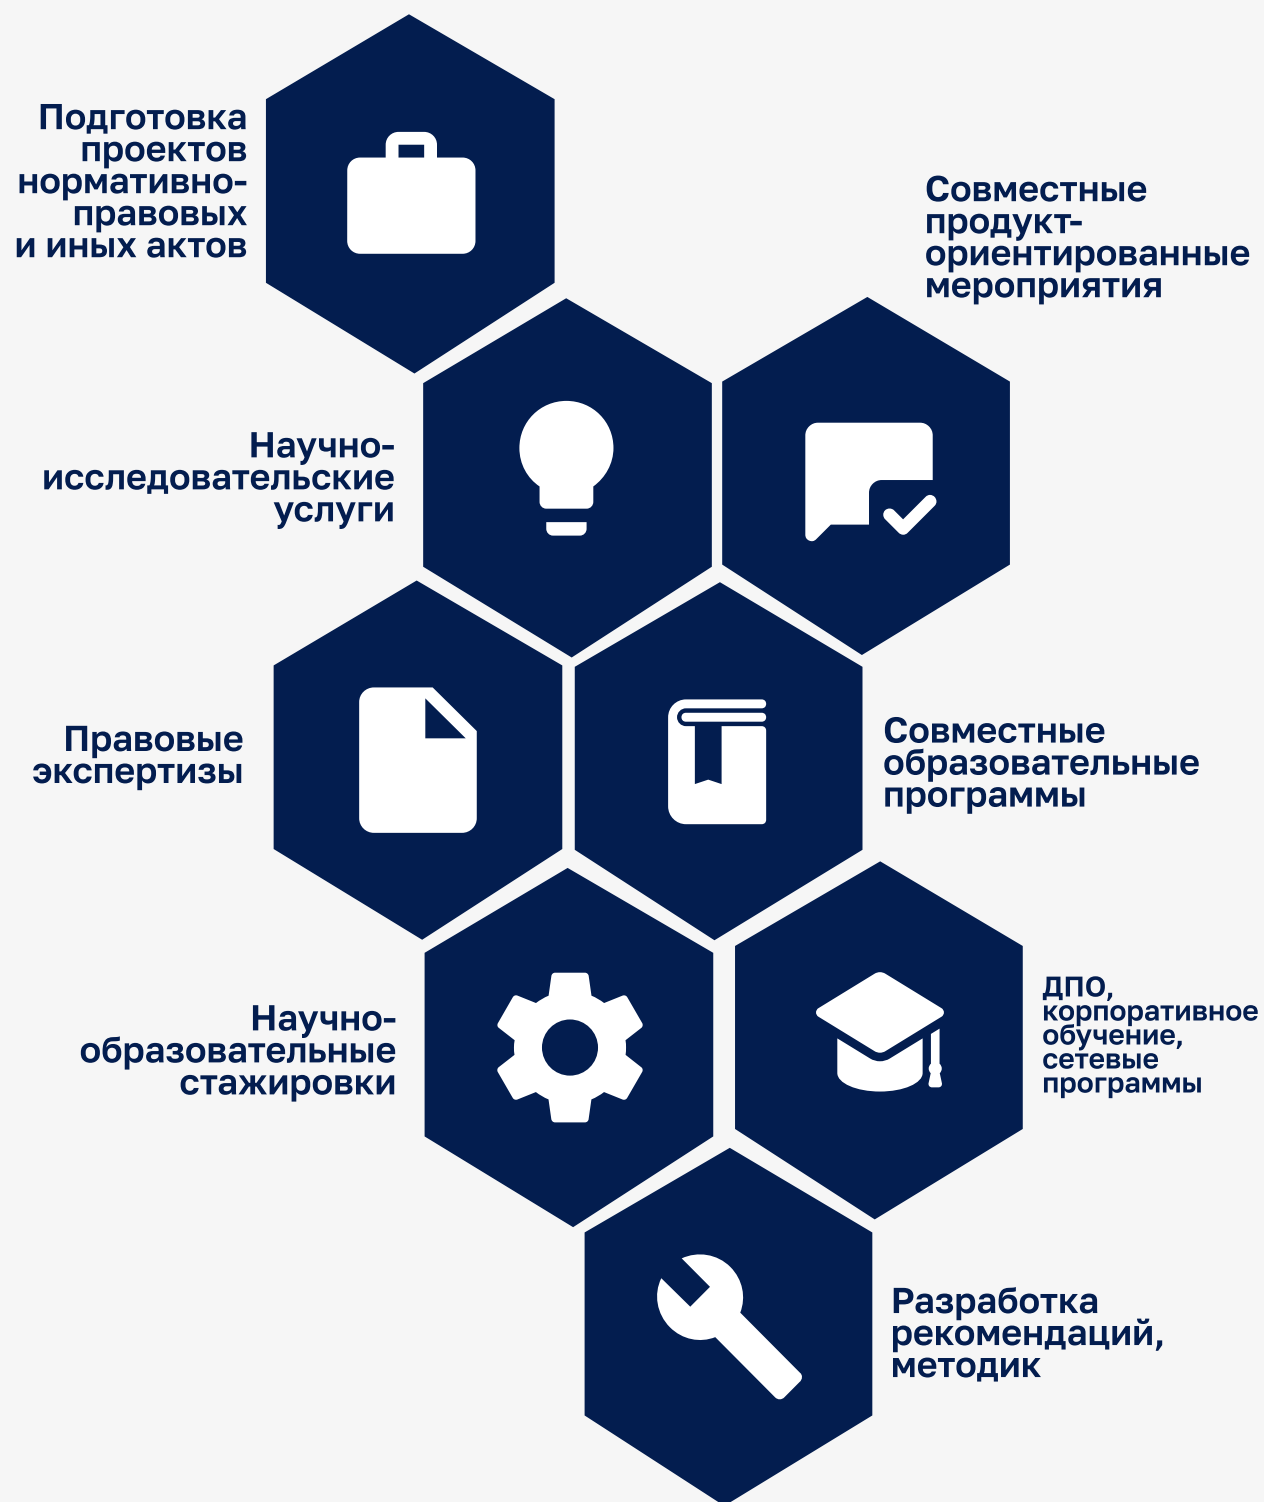 Подготовка
проектов
нормативно-
правовых
и иных актов
Совместные
продукт-
ориентированные
мероприятия
Научно-
исследовательские
услуги
Правовые
экспертизы
Совместные
образовательные
программы
Научно-
образовательные
стажировки
ДПО,
корпоративное
обучение,
сетевые
программы
Разработка
рекомендаций,
методик